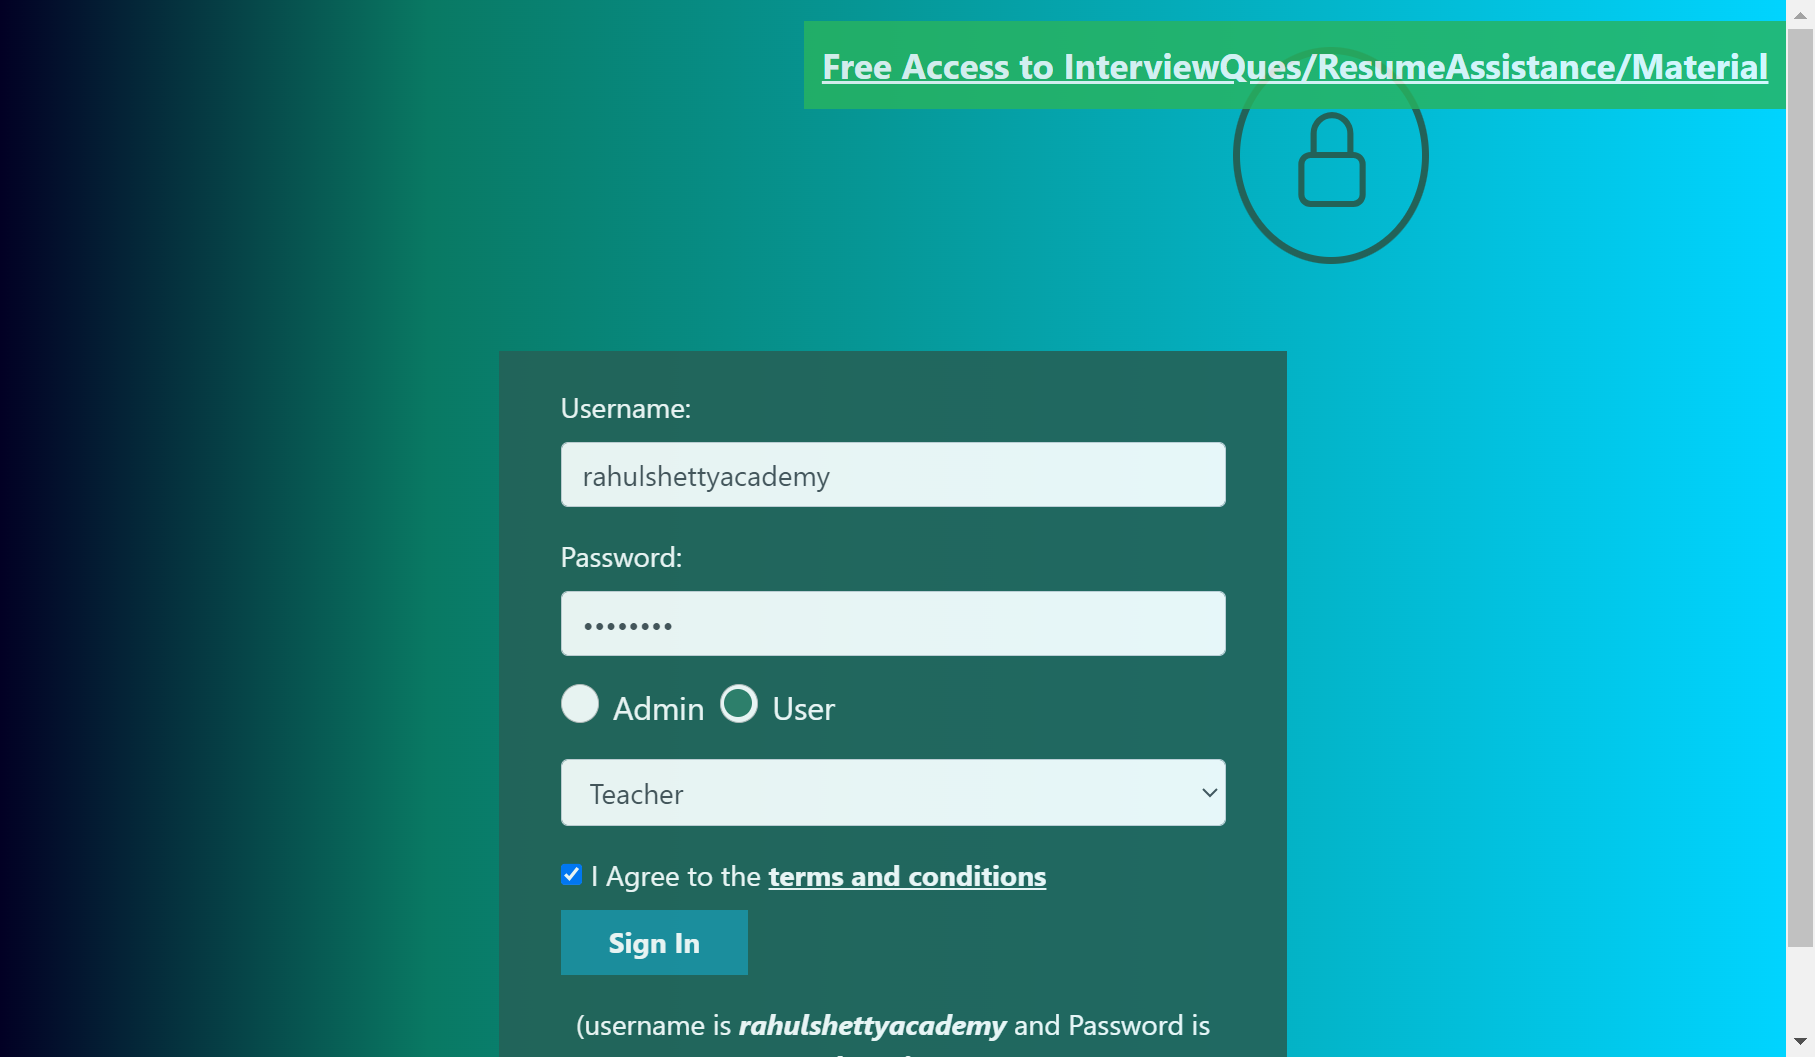 Free Access to InterviewQues/ResumeAssistance/Material
Username:
rahulshettyacademy
Password:
••••••••
Admin User
Teacher
I Agree to the terms and conditions
Sign In
(username is rahulshettyacademy and Password is